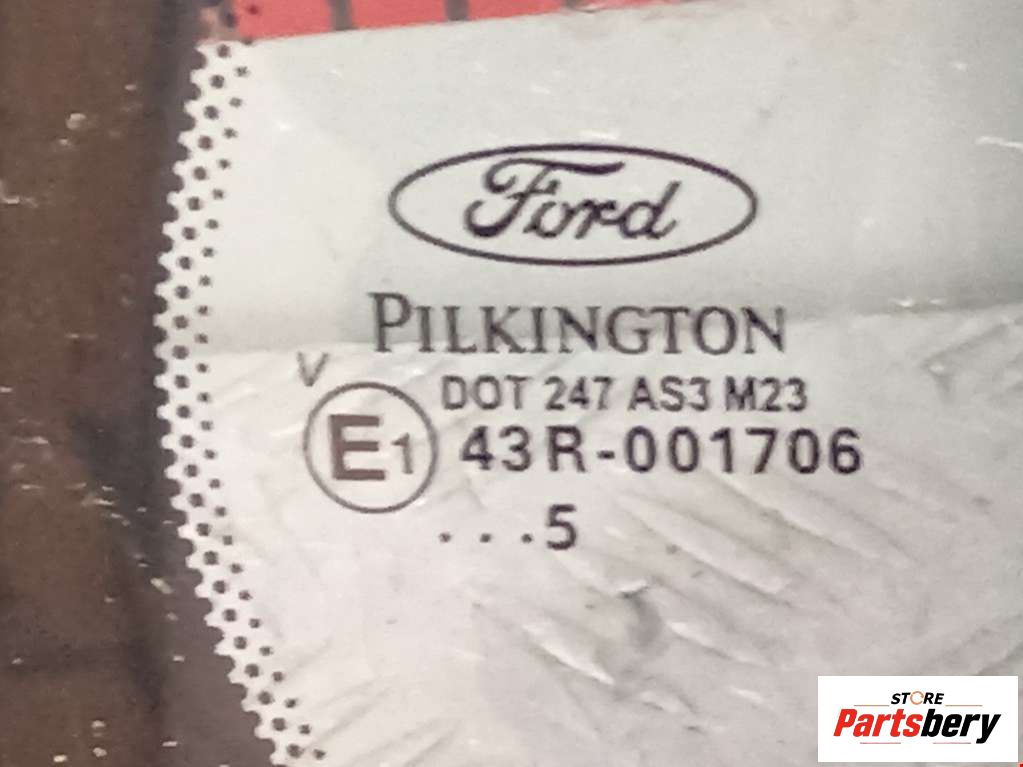 Ford
PILKINGTON
V
DOT 247 AS3 M23
E1 43R-001706
...5
STORE
Partsbery